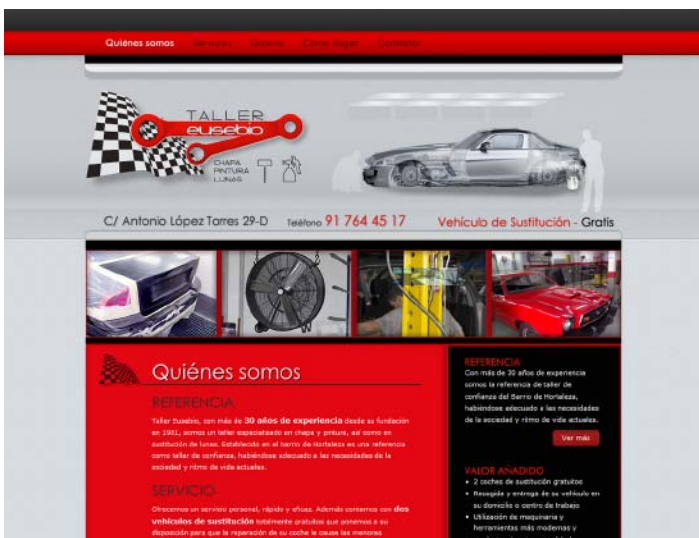 Quiénes somos Servicios Galería Cómo llegar Contactar
TALLER
eusebio
CHAPA
PINTURA
LUNAS
C/ Antonio López Torres 29-D Teléfono 91 764 45 17 Vehículo de Sustitución - Gratis
Quiénes somos
REFERENCIA
Taller Eusebio, con más de 30 años de experiencia desde su fundación
en 1981, somos un taller especializado en chapa y pintura, así como en
sustitución de lunas. Establecido en el barrio de Hortaleza es una referencia
como taller de confianza, habiéndose adecuado a las necesidades de la
sociedad y ritmo de vida actuales.
SERVICIO
Ofrecemos un servicio personal, rápido y eficaz. Además contamos con dos
vehículos de sustitución totalmente gratuitos que ponemos a su
disposición para que la reparación de su coche le cause las menores
REFERENCIA
Con más de 30 años de experiencia
somos la referencia de taller de
confianza del Barrio de Hortaleza,
habiéndose adecuado a las necesidades
de la sociedad y ritmo de vida actuales.
Ver más
VALOR AÑADIDO
2 coches de sustitución gratuitos
Recogida y entrega de su vehículo en
su domicilio o centro de trabajo
Utilización de maquinaria y
herramientas más modernas y